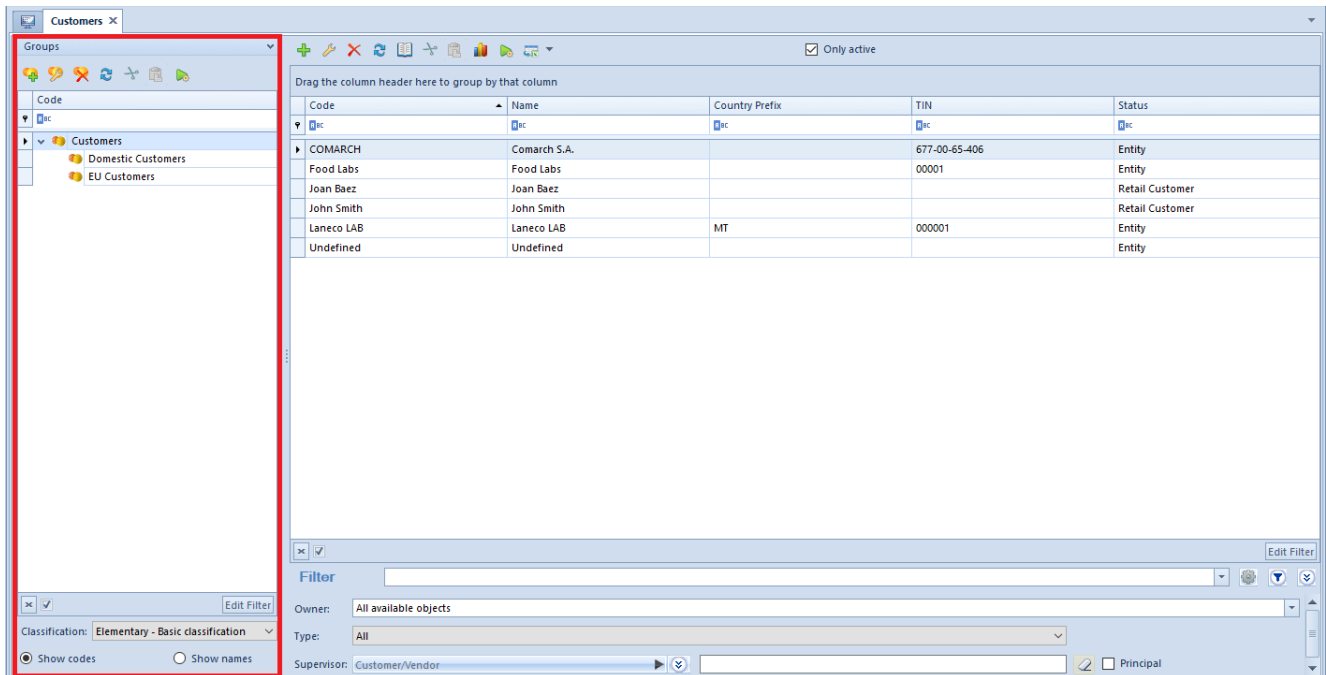 Customers
Groups
Only active
Drag the column header here to group by that column
Code
Code Name Country Prefix TIN Status
Customers
Domestic Customers
EU Customers
COMARCH Comarch S.A. 677-00-65-406 Entity
Food Labs Food Labs 00001 Entity
Joan Baez Joan Baez Retail Customer
John Smith John Smith Retail Customer
Laneco LAB Laneco LAB MT 000001 Entity
Undefined Undefined Entity
Edit Filter
Classification: Elementary - Basic classification
Show codes Show names
Edit Filter
Filter
Owner: All available objects
Type: All
Supervisor: Customer/Vendor Principal